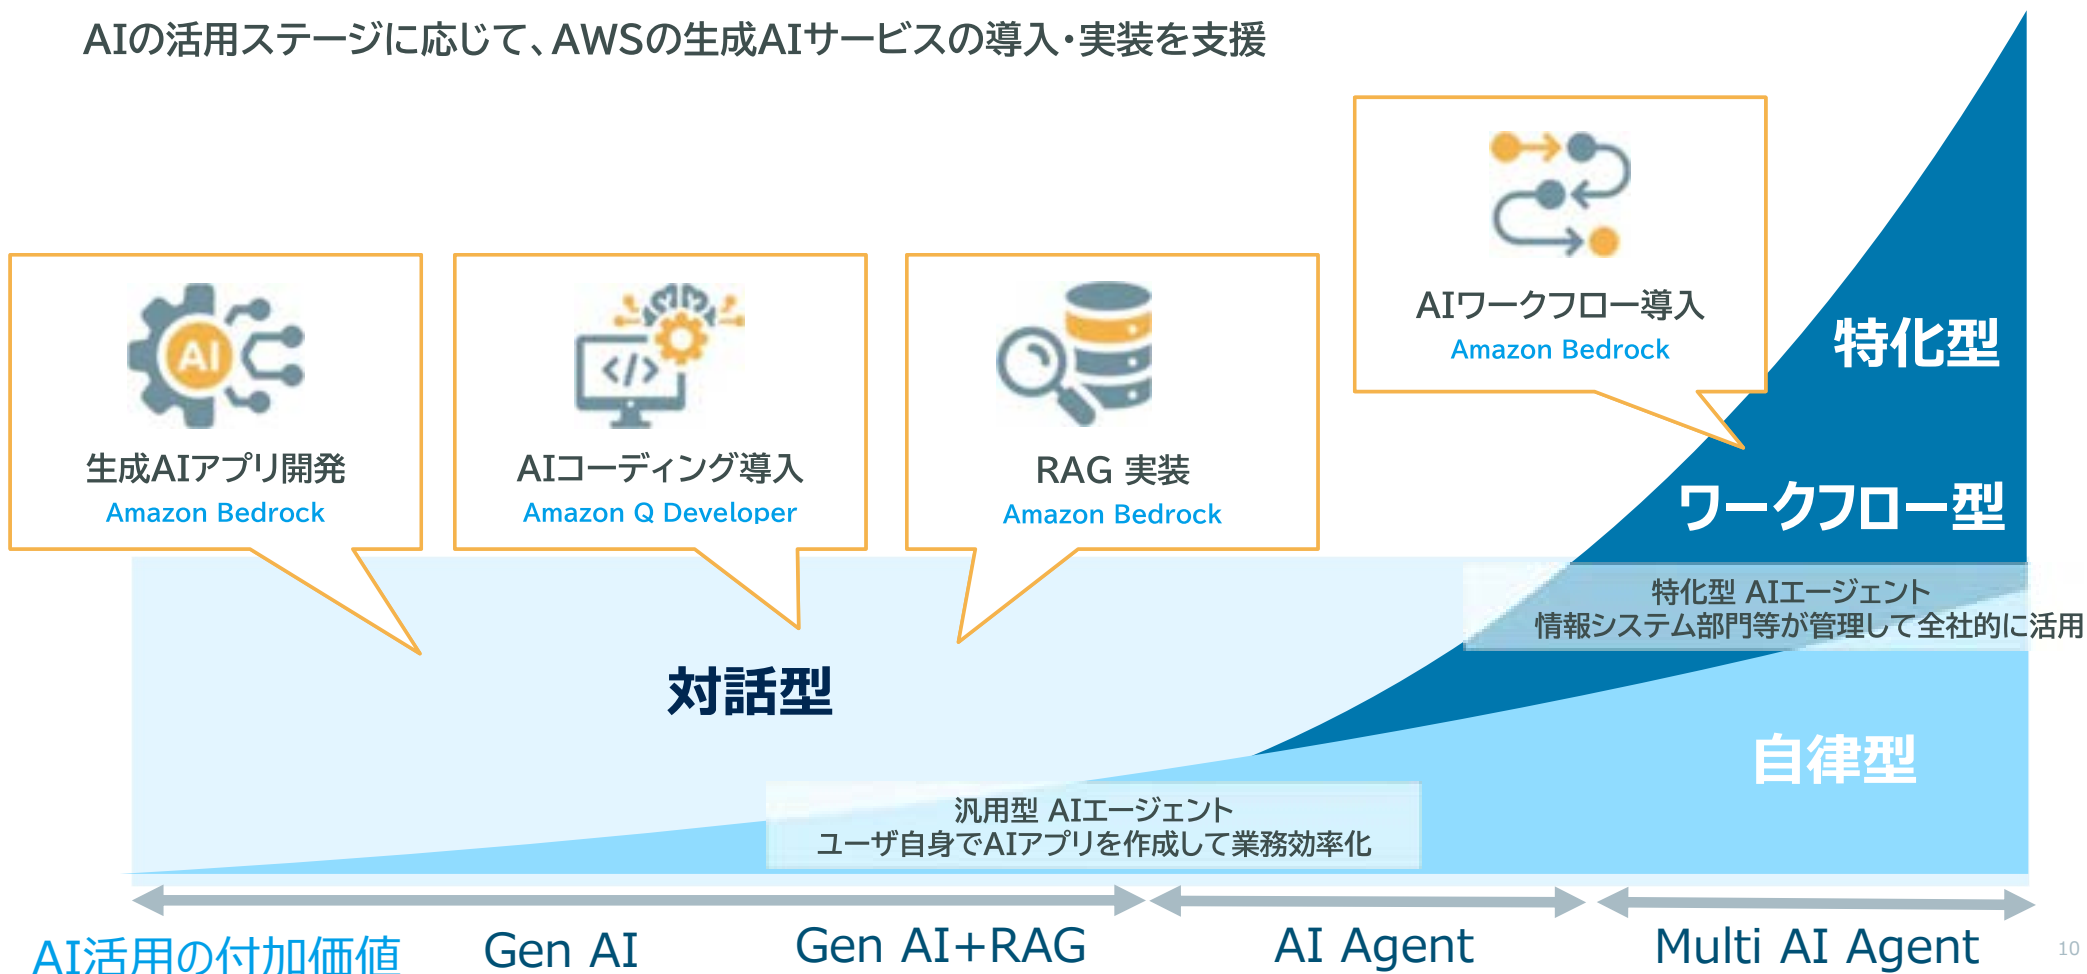 AIの活用ステージに応じて、AWSの生成AIサービスの導入・実装を支援
AIワークフロー導入
Amazon Bedrock
AI
</>
生成AIアプリ開発
Amazon Bedrock
AIコーディング導入
Amazon Q Developer
RAG 実装
Amazon Bedrock
特化型
ワークフロー型
特化型 AIエージェント
情報システム部門等が管理して全社的に活用
対話型
自律型
汎用型 AIエージェント
ユーザ自身でAIアプリを作成して業務効率化
AI活用の付加価値
Gen AI
Gen AI+RAG
AI Agent
Multi AI Agent
10